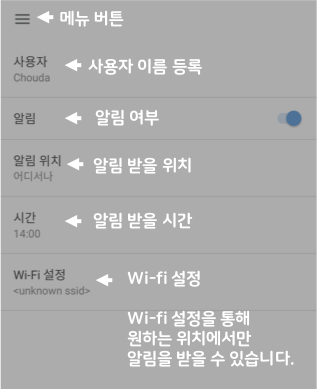 메뉴 버튼
사용자
Chouda
사용자 이름 등록
알림
알림 여부
알림 위치
어디서나
알림 받을 위치
시간
14:00
알림 받을 시간
Wi-Fi 설정
<unknown ssid>
Wi-fi 설정
Wi-fi 설정을 통해
원하는 위치에서만
알림을 받을 수 있습니다.